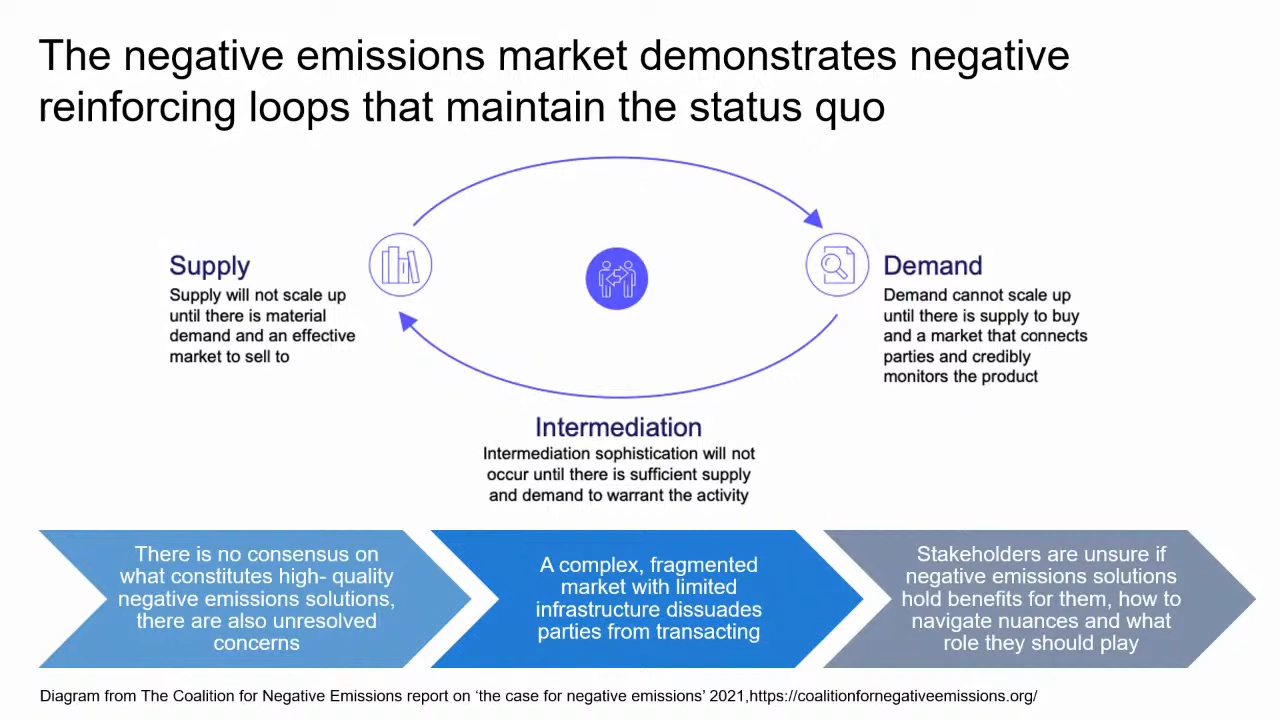 The negative emissions market demonstrates negative
reinforcing loops that maintain the status quo
Supply
Supply will not scale up
until there is material
demand and an effective
market to sell to
Demand
Demand cannot scale up
until there is supply to buy
and a market that connects
parties and credibly
monitors the product
Intermediation
Intermediation sophistication will not
occur until there is sufficient supply
and demand to warrant the activity
There is no consensus on
what constitutes high- quality
negative emissions solutions,
there are also unresolved
concerns
A complex, fragmented
market with limited
infrastructure dissuades
parties from transacting
Stakeholders are unsure if
negative emissions solutions
hold benefits for them, how to
navigate nuances and what
role they should play
Diagram from The Coalition for Negative Emissions report on ‘the case for negative emissions’ 2021,https://coalitionfornegativeemissions.org/